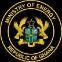 MINISTRY OF ENERGY
REPUBLIC OF GHANA